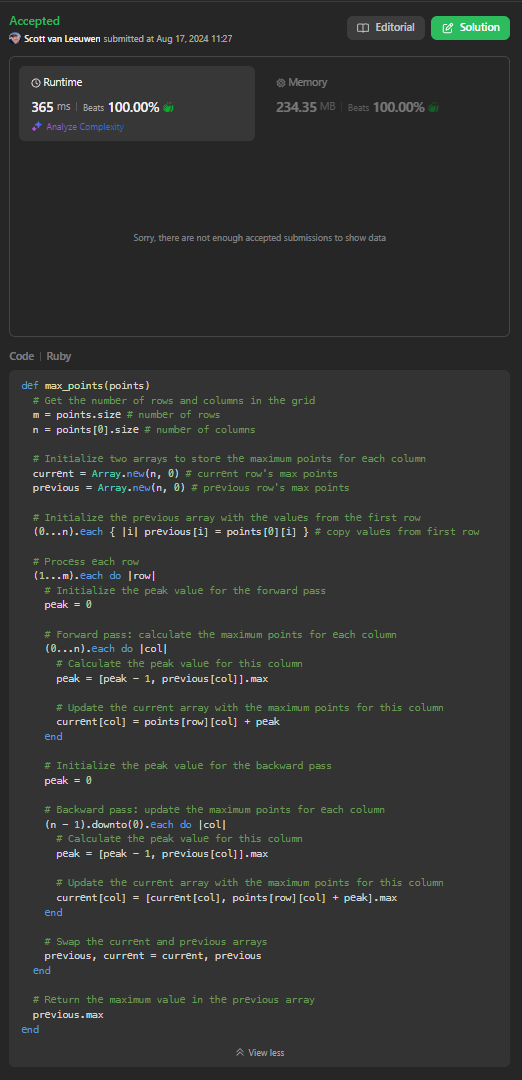 Accepted
Editorial
Solution
Scott van Leeuwen submitted at Aug 17, 2024 11:27
Runtime
365 ms | Beats 100.00%
Analyze Complexity
Memory
234.35 MB | Beats 100.00%
Sorry, there are not enough accepted submissions to show data
Code | Ruby
def max_points(points)
  # Get the number of rows and columns in the grid
  m = points.size # number of rows
  n = points[0].size # number of columns

  # Initialize two arrays to store the maximum points for each column
  current = Array.new(n, 0) # current row's max points
  previous = Array.new(n, 0) # previous row's max points

  # Initialize the previous array with the values from the first row
  (0...n).each { |i| previous[i] = points[0][i] } # copy values from first row

  # Process each row
  (1...m).each do |row|
    # Initialize the peak value for the forward pass
    peak = 0

    # Forward pass: calculate the maximum points for each column
    (0...n).each do |col|
      # Calculate the peak value for this column
      peak = [peak - 1, previous[col]].max

      # Update the current array with the maximum points for this column
      current[col] = points[row][col] + peak
    end

    # Initialize the peak value for the backward pass
    peak = 0

    # Backward pass: update the maximum points for each column
    (n - 1).downto(0).each do |col|
      # Calculate the peak value for this column
      peak = [peak - 1, previous[col]].max

      # Update the current array with the maximum points for this column
      current[col] = [current[col], points[row][col] + peak].max
    end

    # Swap the current and previous arrays
    previous, current = current, previous
  end

  # Return the maximum value in the previous array
  previous.max
end
View less